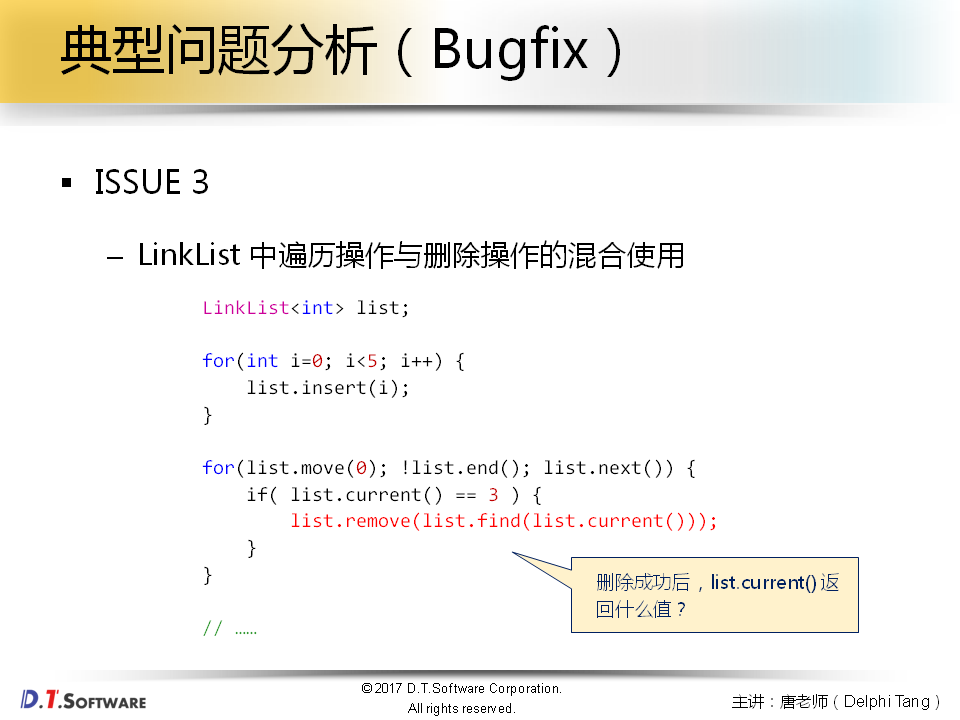 典型问题分析（Bugfix）
▪ ISSUE 3
– LinkList 中遍历操作与删除操作的混合使用
LinkList<int> list;
for(int i=0; i<5; i++) {
    list.insert(i);
}
for(list.move(0); !list.end(); list.next()) {
    if( list.current() == 3 ) {
        list.remove(list.find(list.current()));
    }
}
删除成功后，list.current() 返
回什么值？
// ……
D.T.SOFTWARE
©2017 D.T.Software Corporation.
All rights reserved.
主讲：唐老师（Delphi Tang）